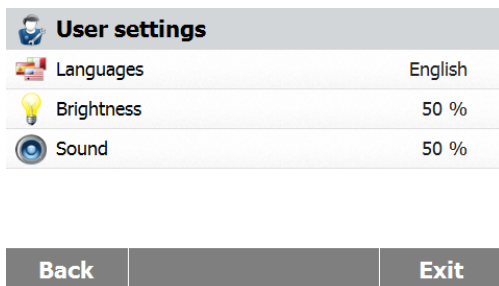 User settings
Languages English
Brightness 50 %
Sound 50 %
Back Exit